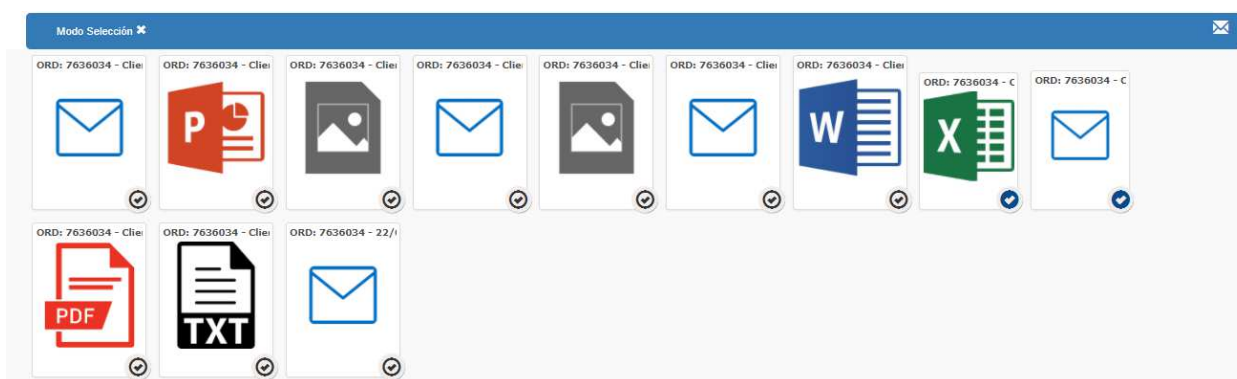 Modo Selección ✖
ORD: 7636034 - Clie
ORD: 7636034 - Clie
ORD: 7636034 - Clie
ORD: 7636034 - Clie
ORD: 7636034 - Clie
ORD: 7636034 - Clie
ORD: 7636034 - Clie
ORD: 7636034 - C
ORD: 7636034 - C
P
W
X
ORD: 7636034 - Clie
ORD: 7636034 - Clie
ORD: 7636034 - 22/
PDF
TXT